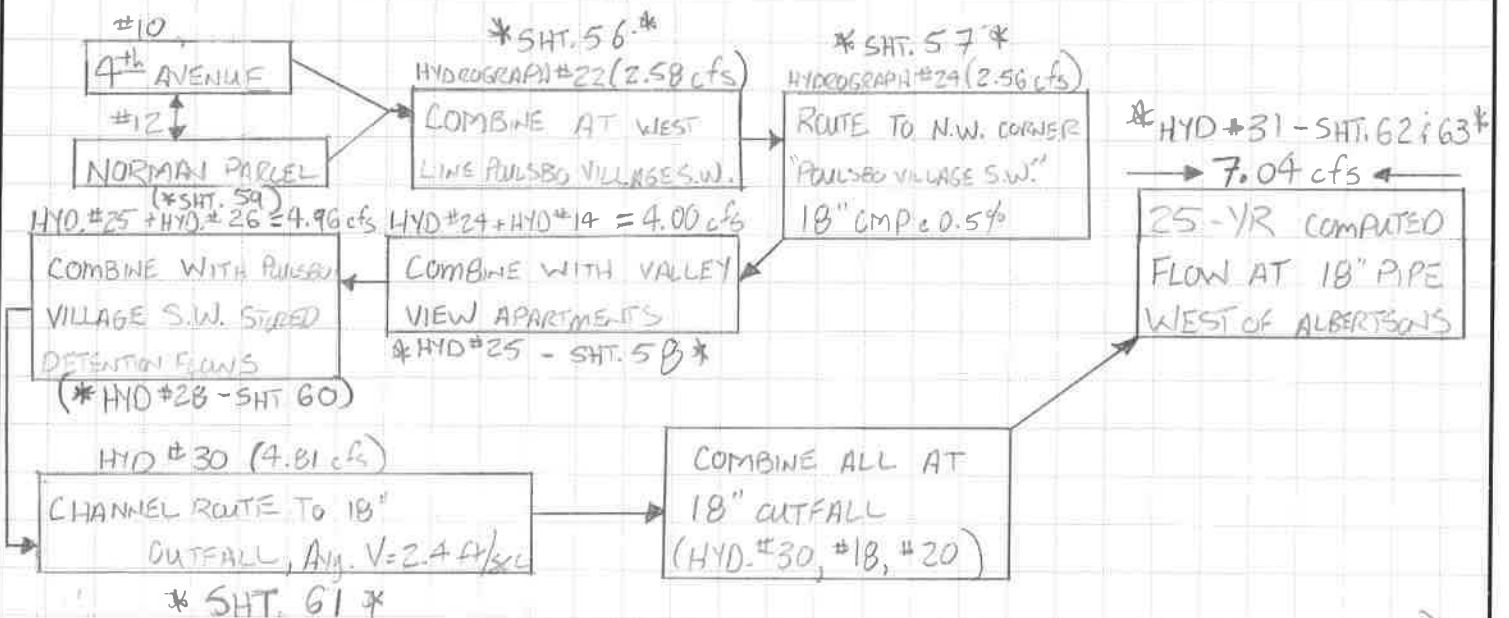 #10
4th AVENUE
#12
NORMAN PARCEL
(*SHT. 59)
*SHT. 56.*
HYDROGRAPH #22 (2.58 cfs)
COMBINE AT WEST
LINE POULSBO VILLAGE S.W.
*SHT. 57*
HYDROGRAPH #24 (2.56 cfs)
ROUTE TO N.W. CORNER
"POULSBO VILLAGE S.W."
18" CMP @ 0.5%
HYD #24 + HYD #14 = 4.00 cfs
COMBINE WITH VALLEY
VIEW APARTMENTS
*HYD #25 - SHT. 58*
HYD. #25 + HYD. #26 = 4.96 cfs
COMBINE WITH POULSBO
VILLAGE S.W. STORED
DETENTION FLOWS
(*HYD #28 - SHT 60)
HYD #30 (4.81 cfs)
CHANNEL ROUTE TO 18"
OUTFALL, Avg. V=2.4 ft/sec
*SHT. 61*
COMBINE ALL AT
18" OUTFALL
(HYD. #30, #18, #20)
*HYD #31 - SHT. 62 & 63*
7.04 cfs
25-YR COMPUTED
FLOW AT 18" PIPE
WEST OF ALBERTSONS